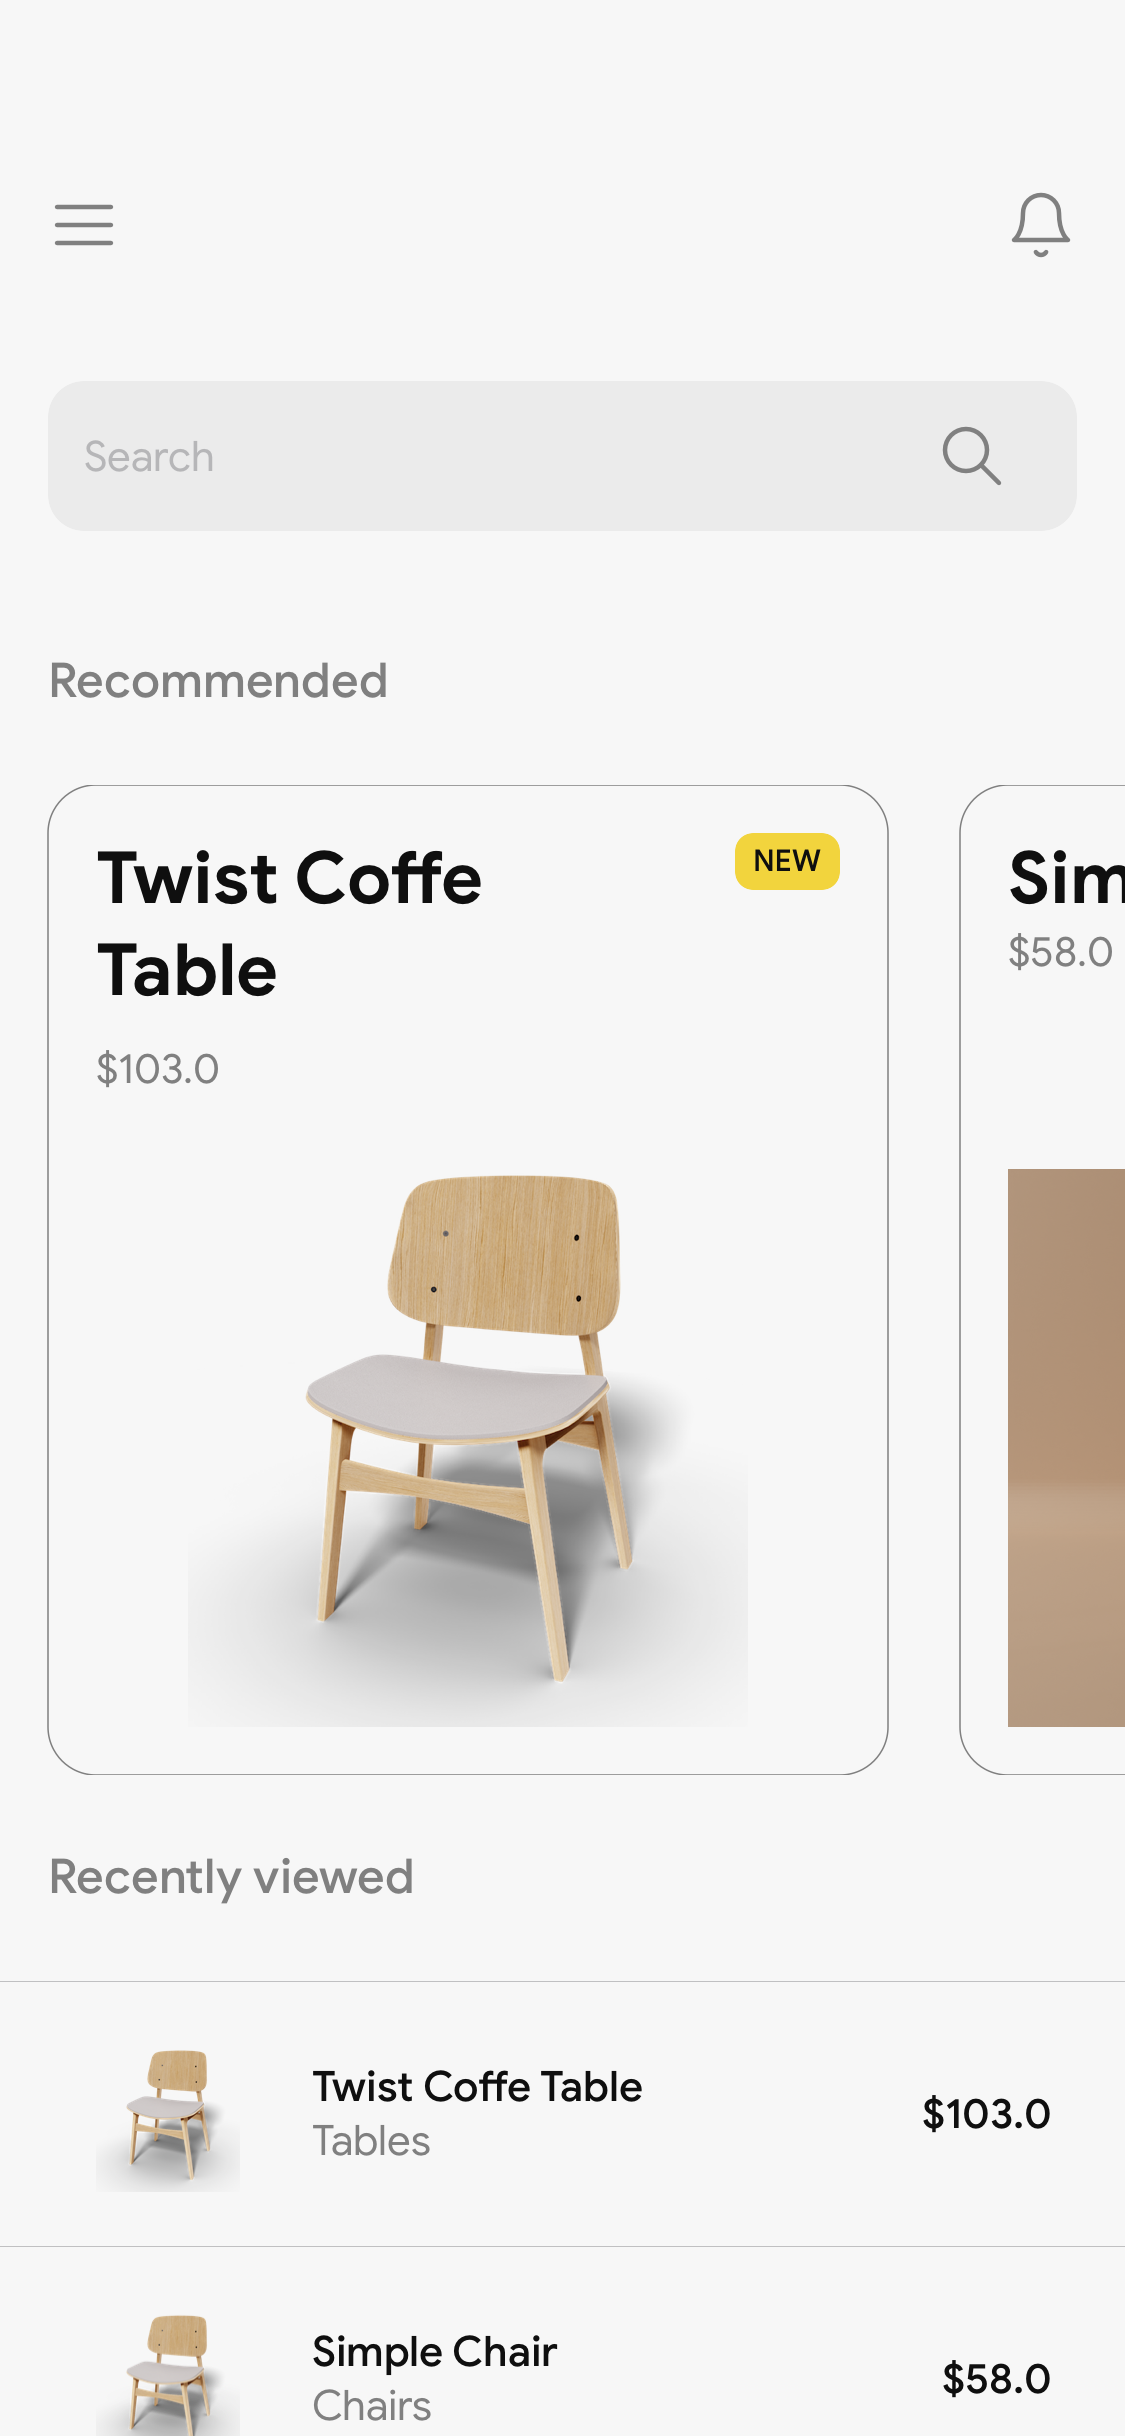 Search
Recommended
Twist Coffe
Table
NEW
$103.0
Sim
$58.0
Recently viewed
Twist Coffe Table
Tables
$103.0
Simple Chair
Chairs
$58.0